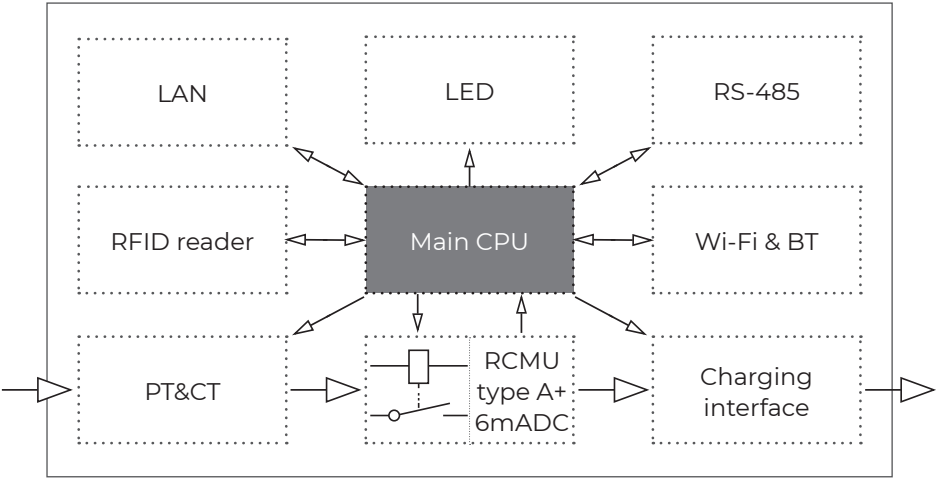 LAN
LED
RS-485
RFID reader
Main CPU
Wi-Fi & BT
PT&CT
RCMU
type A+
6mADC
Charging
interface